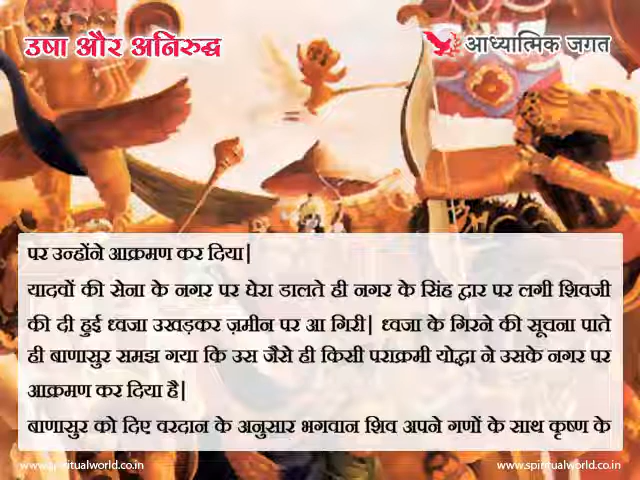 उषा और अनिरुद्ध
आध्यात्मिक जगत
पर उन्होंने आक्रमण कर दिया|
यादवों की सेना के नगर पर घेरा डालते ही नगर के सिंह द्वार पर लगी शिवजी
की दी हुई ध्वजा उखड़कर ज़मीन पर आ गिरी| ध्वजा के गिरने की सूचना पाते
ही बाणासुर समझ गया कि उस जैसे ही किसी पराक्रमी योद्धा ने उसके नगर पर
आक्रमण कर दिया है|
बाणासुर को दिए वरदान के अनुसार भगवान शिव अपने गणों के साथ कृष्ण के
www.spiritualworld.co.in
www.spiritualworld.co.in